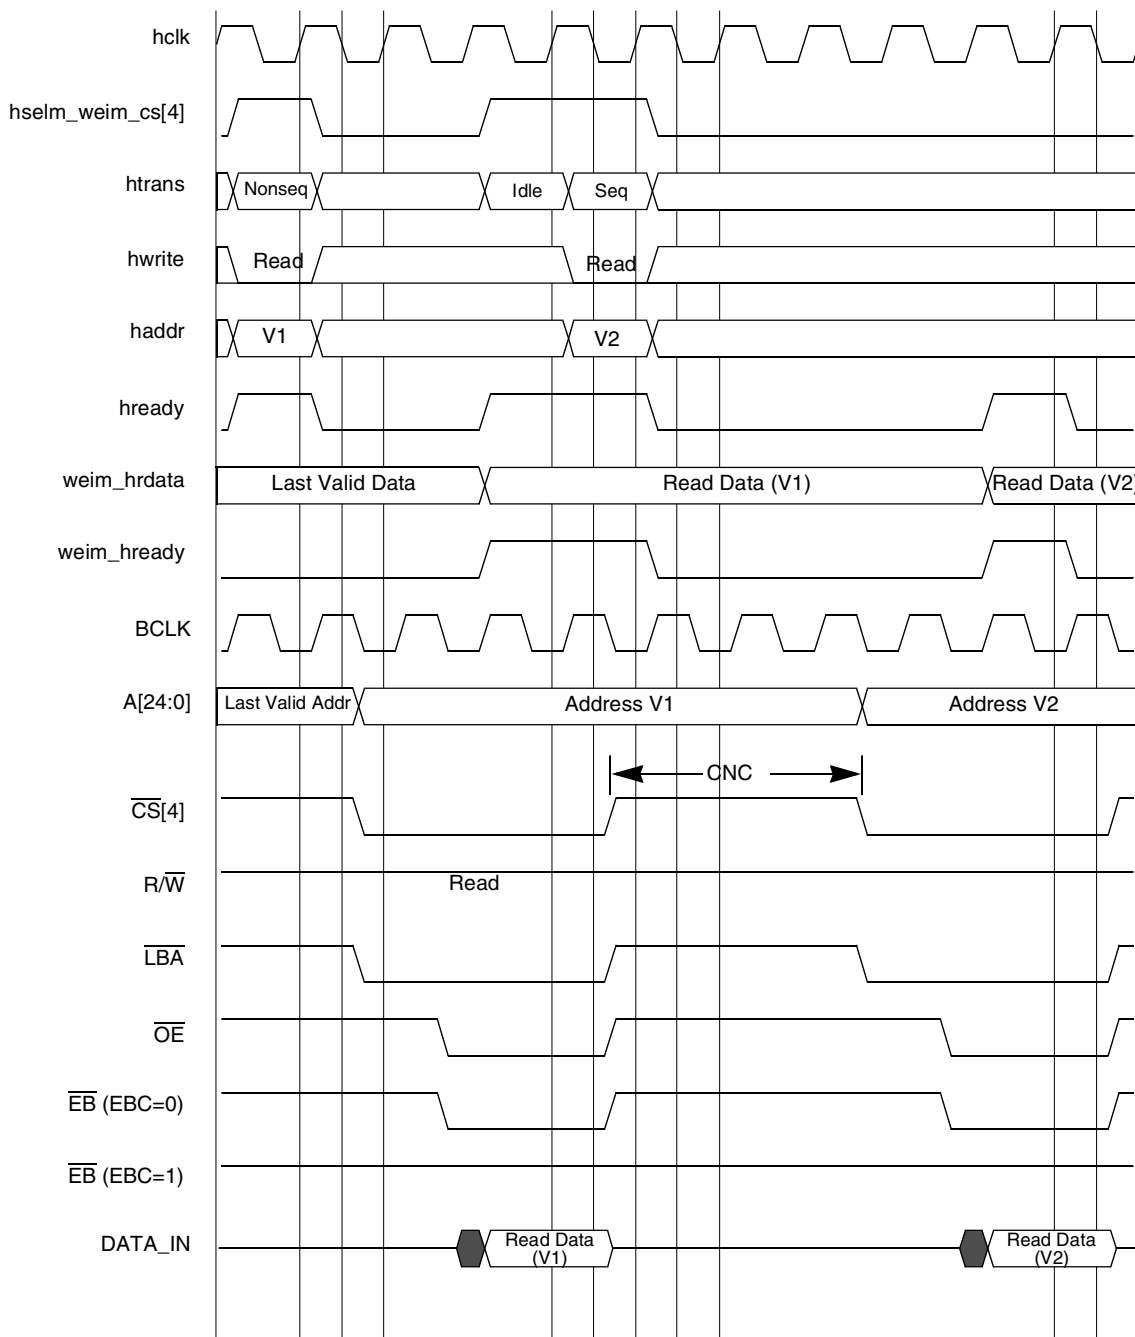 hclk
hselm_weim_cs[4]
htrans Nonseq Idle Seq
hwrite Read Read
haddr V1 V2
hready
weim_hrdata Last Valid Data Read Data (V1) Read Data (V2)
weim_hready
BCLK
A[24:0] Last Valid Addr Address V1 Address V2
CNC
CS[4]
R/W Read
LBA
OE
EB (EBC=0)
EB (EBC=1)
DATA_IN Read Data (V1) Read Data (V2)